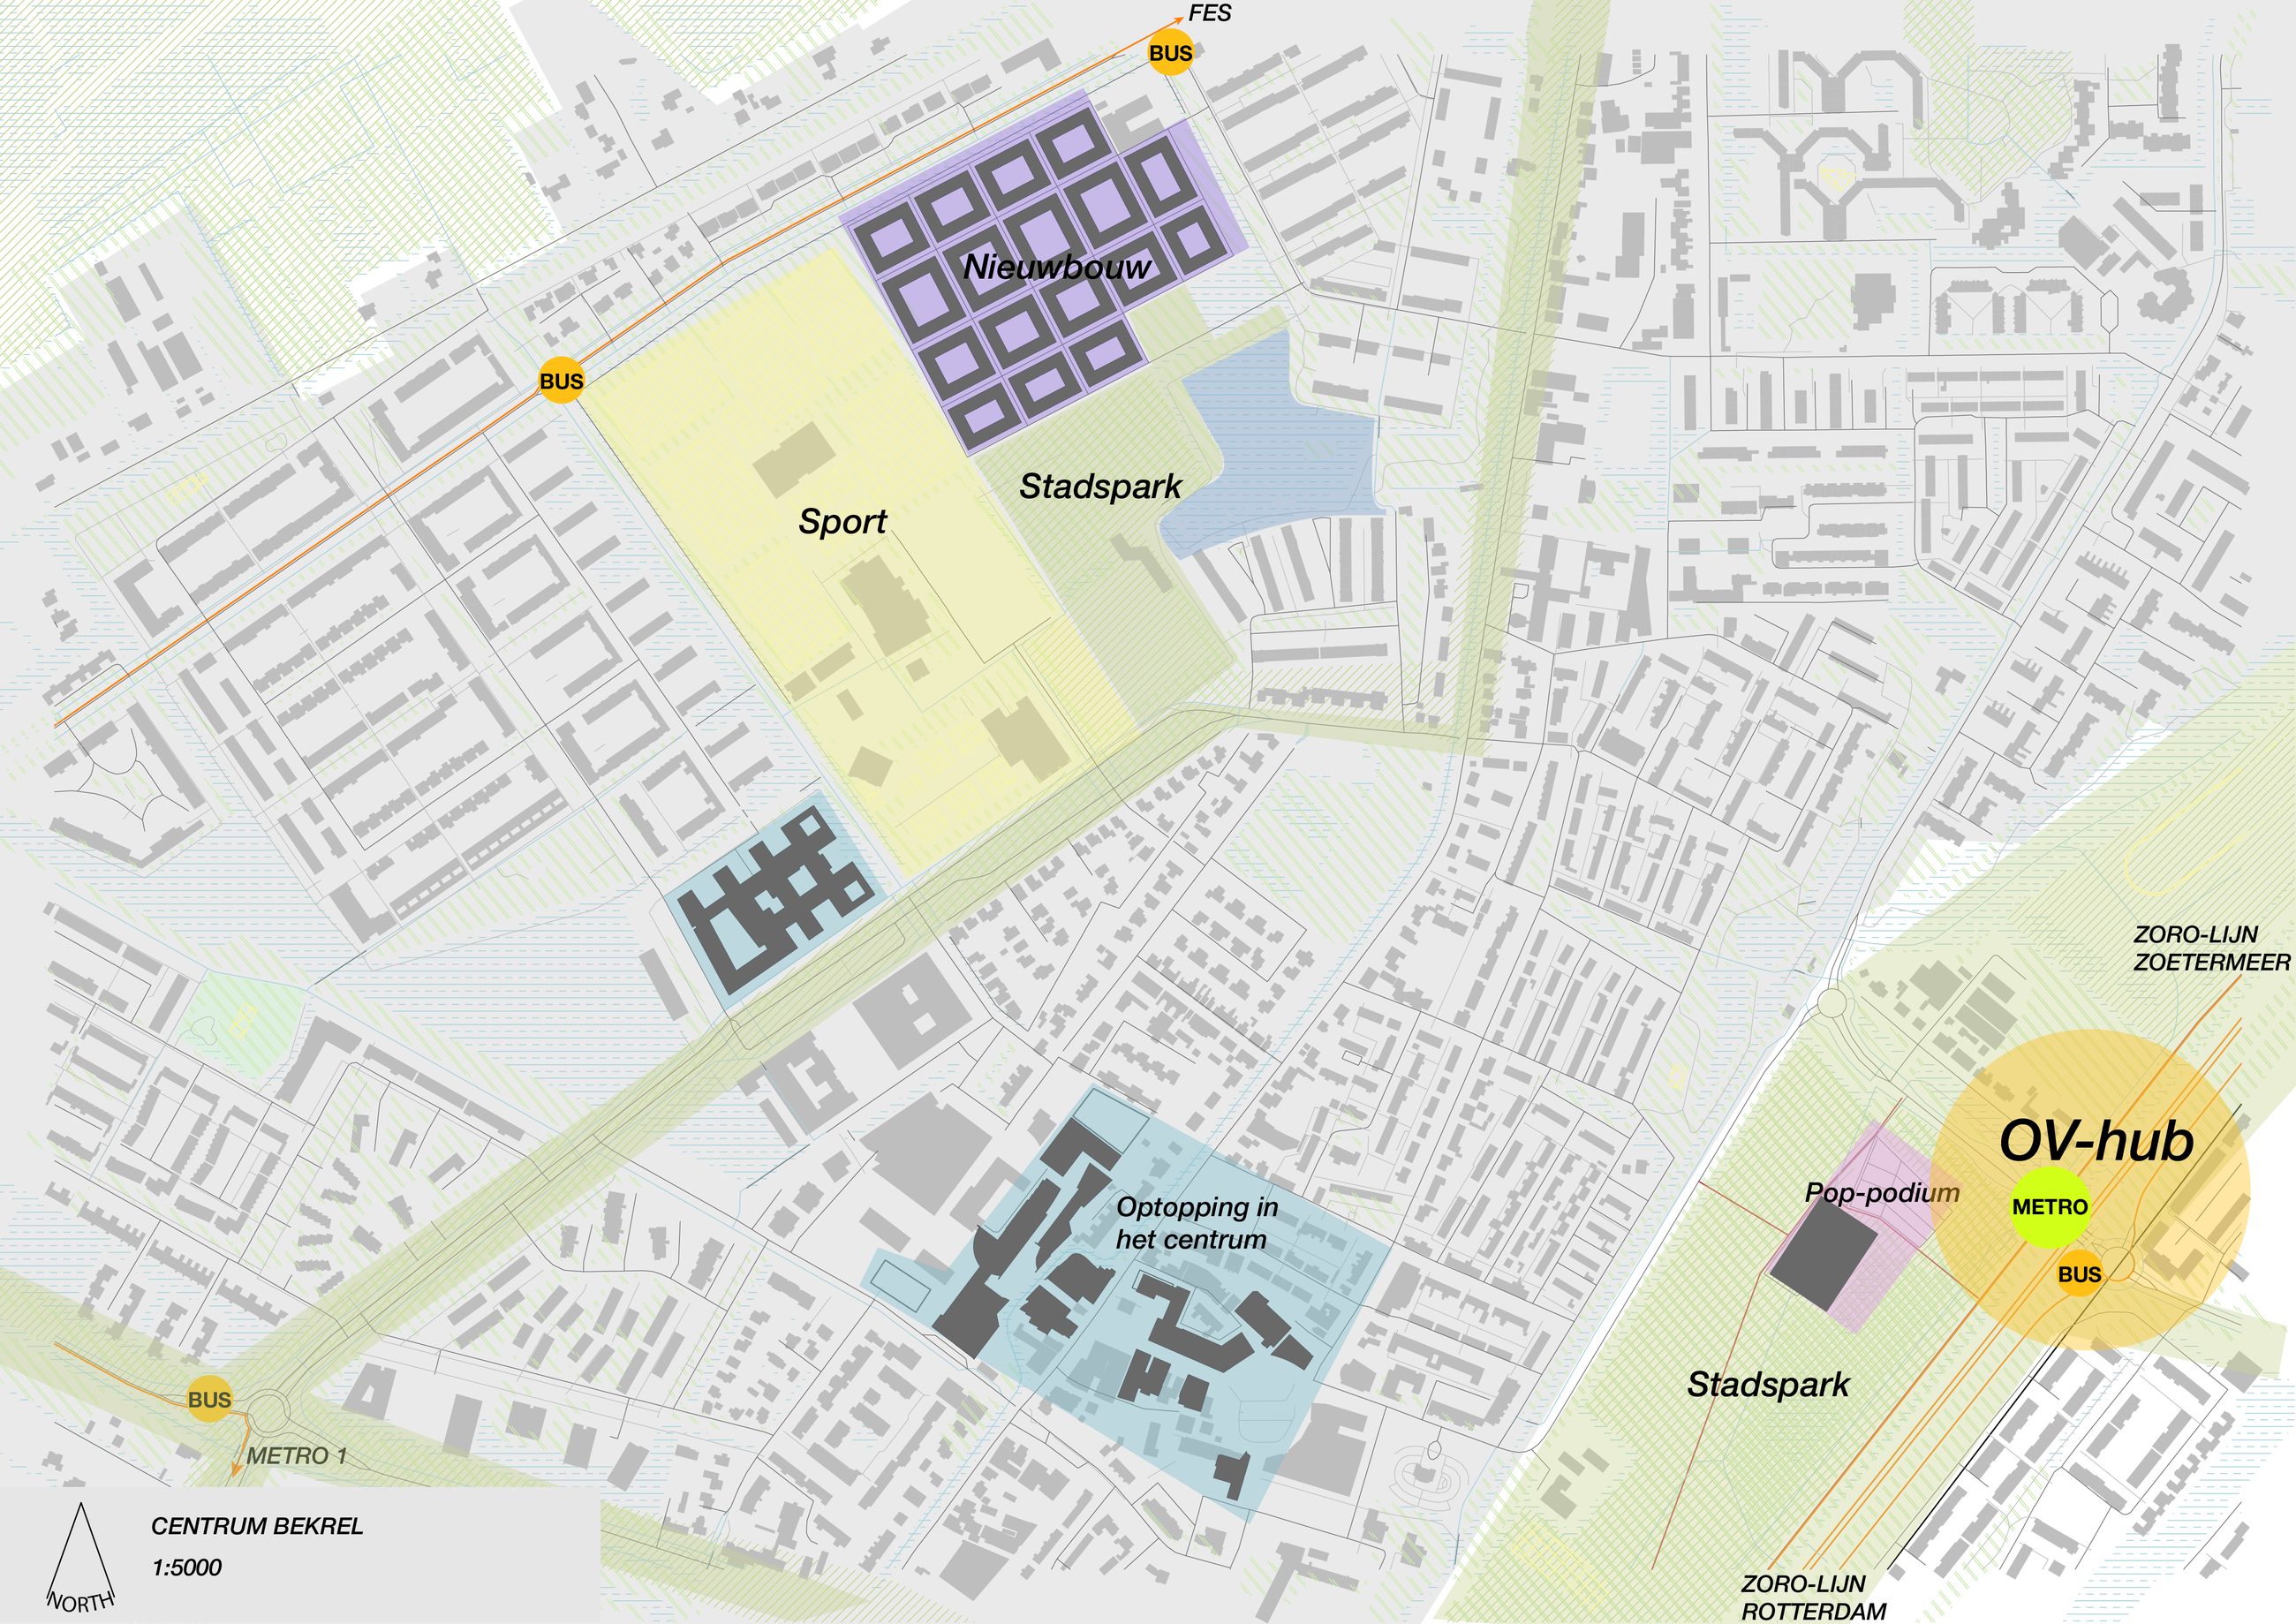 FES
BUS
Nieuwbouw
BUS
Stadspark
Sport
ZORO-LIJN
ZOETERMEER
OV-hub
Pop-podium
METRO
Optopping in
het centrum
BUS
Stadspark
BUS
METRO 1
CENTRUM BEKREL
1:5000
NORTH
ZORO-LIJN
ROTTERDAM